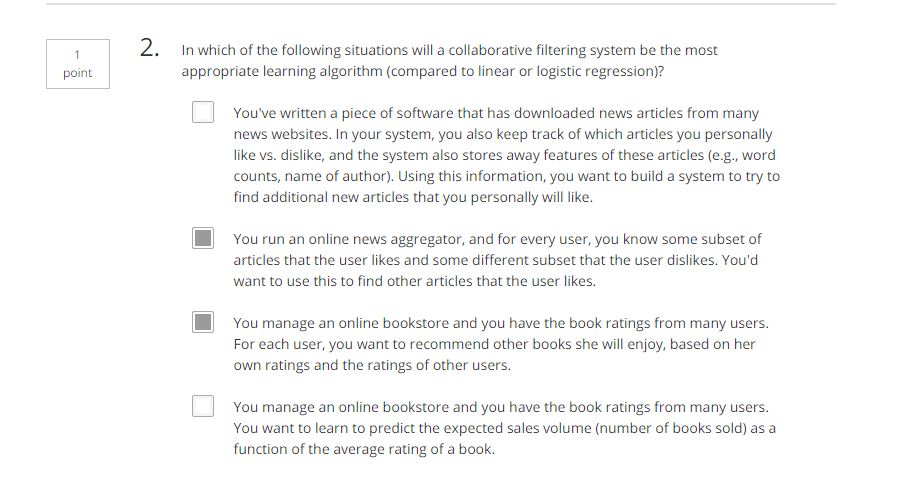 1
point
2.
In which of the following situations will a collaborative filtering system be the most
appropriate learning algorithm (compared to linear or logistic regression)?
You've written a piece of software that has downloaded news articles from many
news websites. In your system, you also keep track of which articles you personally
like vs. dislike, and the system also stores away features of these articles (e.g., word
counts, name of author). Using this information, you want to build a system to try to
find additional new articles that you personally will like.
You run an online news aggregator, and for every user, you know some subset of
articles that the user likes and some different subset that the user dislikes. You'd
want to use this to find other articles that the user likes.
You manage an online bookstore and you have the book ratings from many users.
For each user, you want to recommend other books she will enjoy, based on her
own ratings and the ratings of other users.
You manage an online bookstore and you have the book ratings from many users.
You want to learn to predict the expected sales volume (number of books sold) as a
function of the average rating of a book.